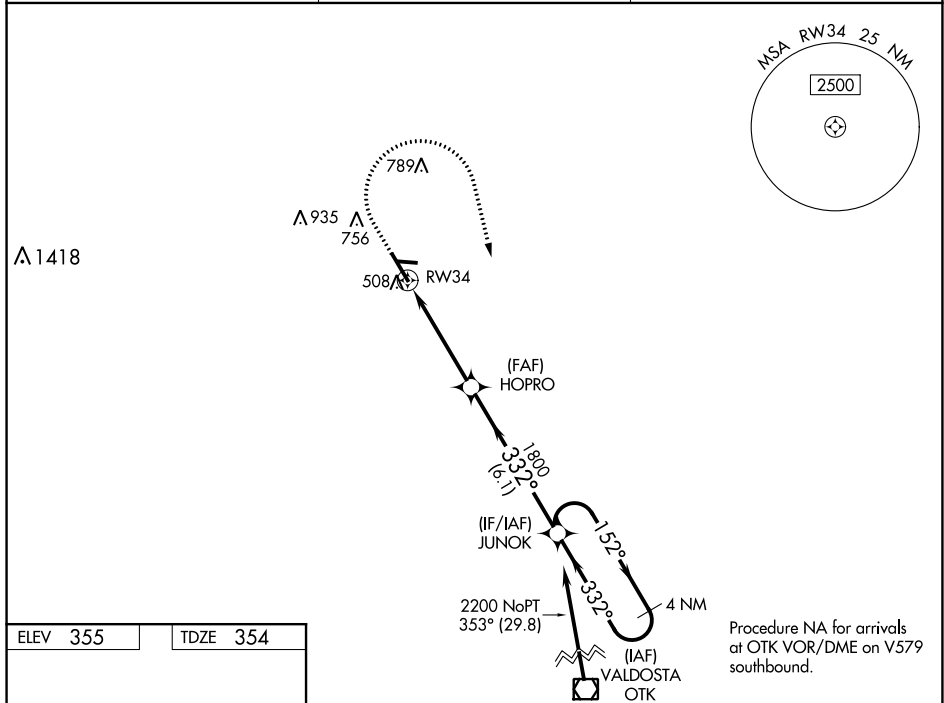 MSA RW34 25 NM
2500
789
935
756
1418
508
RW34
(FAF)
HOPRO
1800
332°
(6.1)
(IF/IAF)
JUNOK
152°
332°
4 NM
2200 NoPT
353° (29.8)
(IAF)
VALDOSTA
OTK
Procedure NA for arrivals
at OTK VOR/DME on V579
southbound.
ELEV 355
TDZE 354